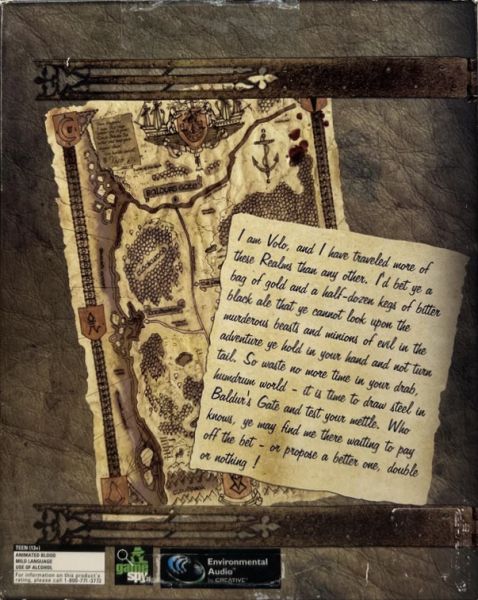 BALDURS GATE
I am Volo, and I have traveled more of
these Realms than any other. I'd bet ye a
bag of gold and a half-dozen kegs of bitter
black ale that ye cannot look upon the
murderous beasts and minions of evil in the
adventure ye hold in your hand and not turn
tail. So waste no more time in your drab,
humdrum world - it is time to draw steel in
Baldur's Gate and test your mettle. Who
knows, ye may find me there waiting to pay
off the bet - or propose a better one, double
or nothing !
TEEN (13+)
ANIMATED BLOOD
MILD LANGUAGE
USE OF ALCOHOL
For information on this product's
rating, please call 1-800-771-3772
game
spy
Environmental
Audio™
by CREATIVE